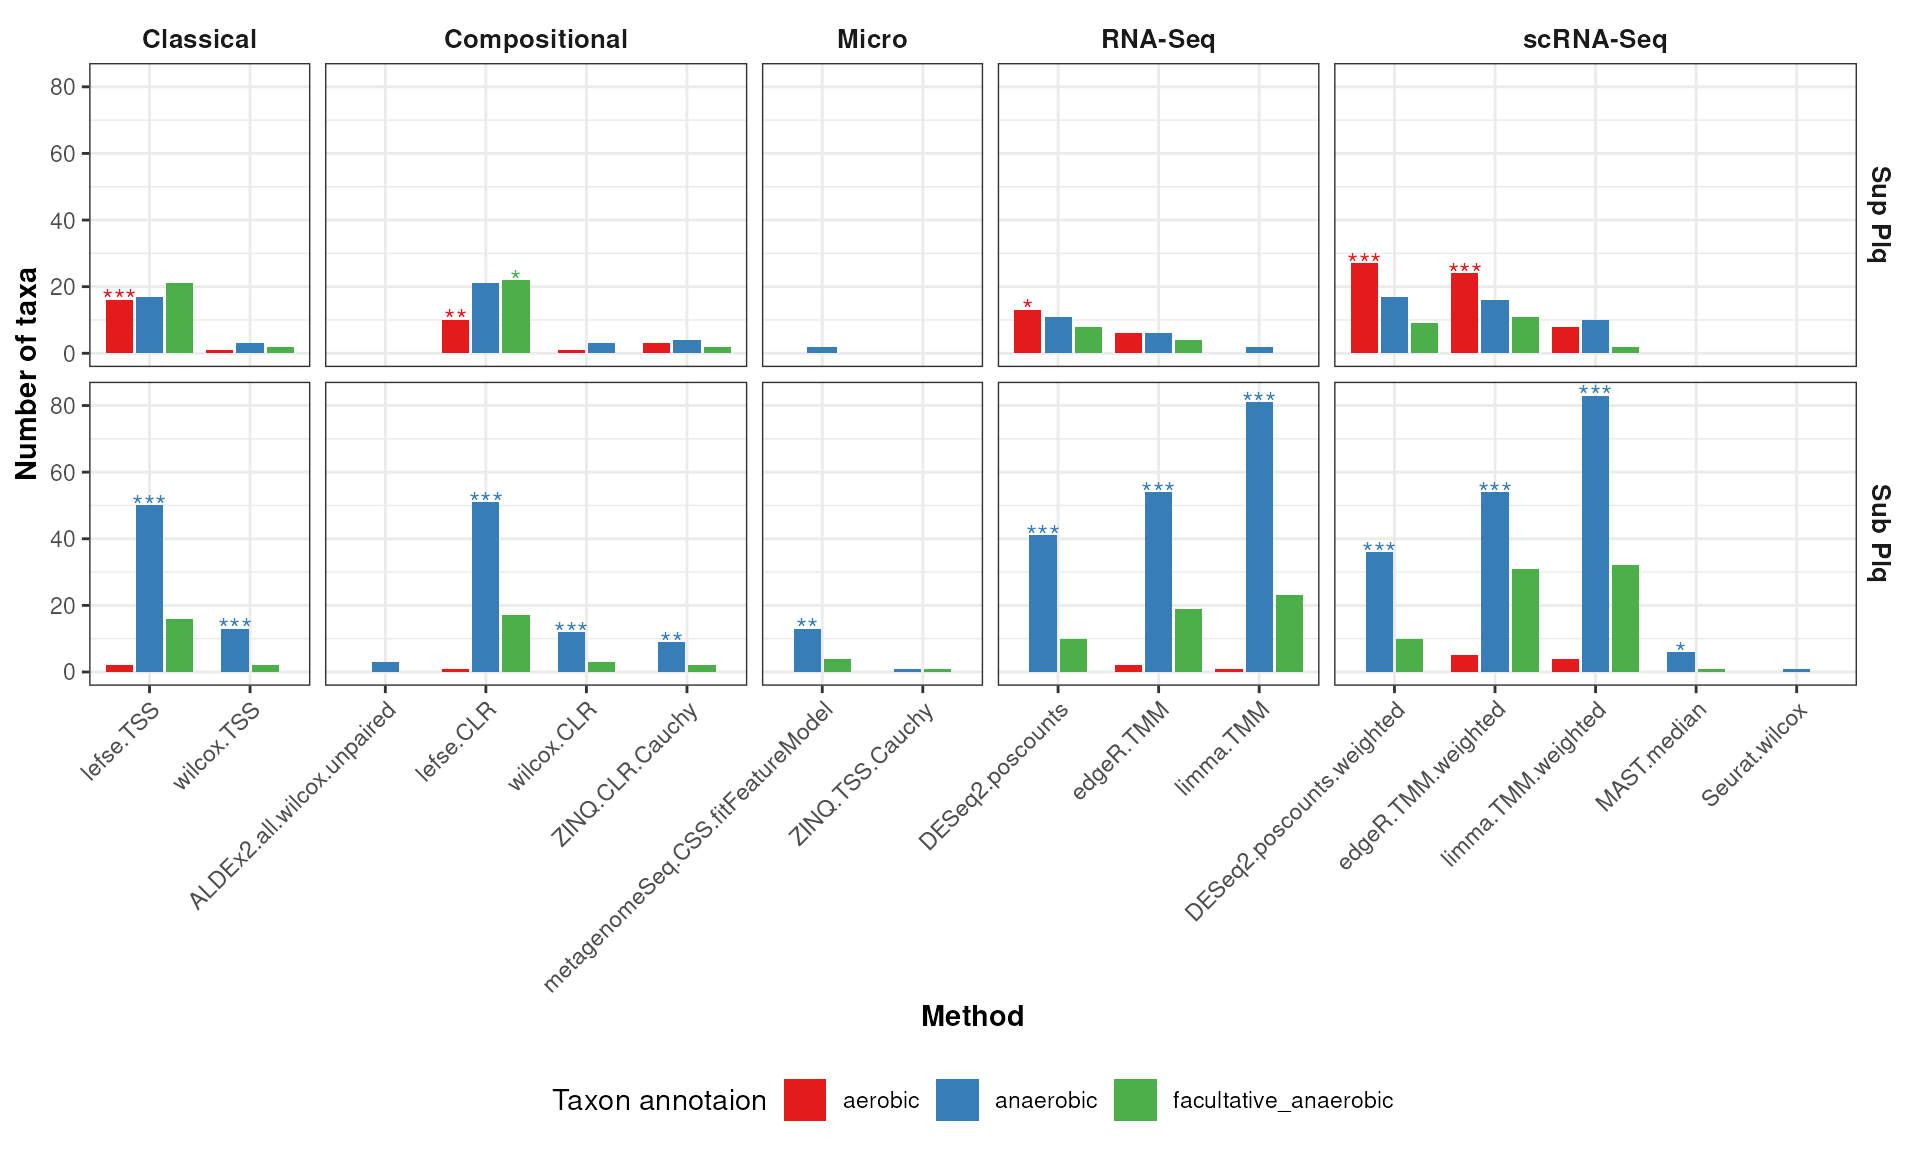 Classical Compositional Micro RNA-Seq scRNA-Seq
Number of taxa
80
60
40
20
0
*** ** * * *** ***
Sup Plq
80
60
40
20
0
*** *** *** *** ** ** *** *** *** *** *** *** *
Sub Plq
lefse.TSS
wilcox.TSS
ALDEx2.all.wilcox.unpaired
lefse.CLR
wilcox.CLR
ZINQ.CLR.Cauchy
metagenomeSeq.CSS.fitFeatureModel
ZINQ.TSS.Cauchy
DESeq2.poscounts
edgeR.TMM
limma.TMM
DESeq2.poscounts.weighted
edgeR.TMM.weighted
limma.TMM.weighted
MAST.median
Seurat.wilcox
Method
Taxon annotaion aerobic anaerobic facultative_anaerobic